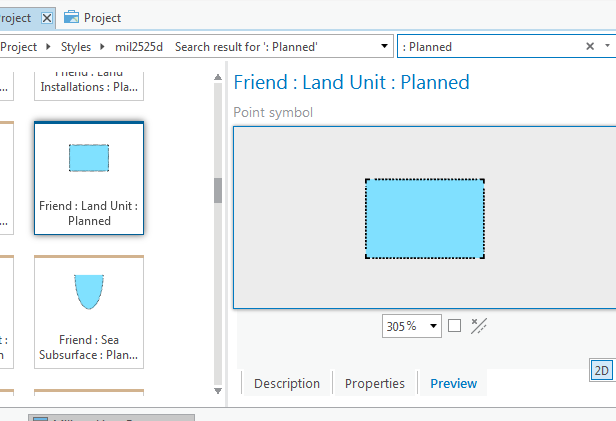 roject Project
Project Styles mil2525d Search result for ': Planned' : Planned
Friend : Land
Installations : Pla...
Friend : Land Unit :
Planned
Friend : Sea
Subsurface : Plan...
Friend : Land Unit : Planned
Point symbol
305%
Description Properties Preview
2D